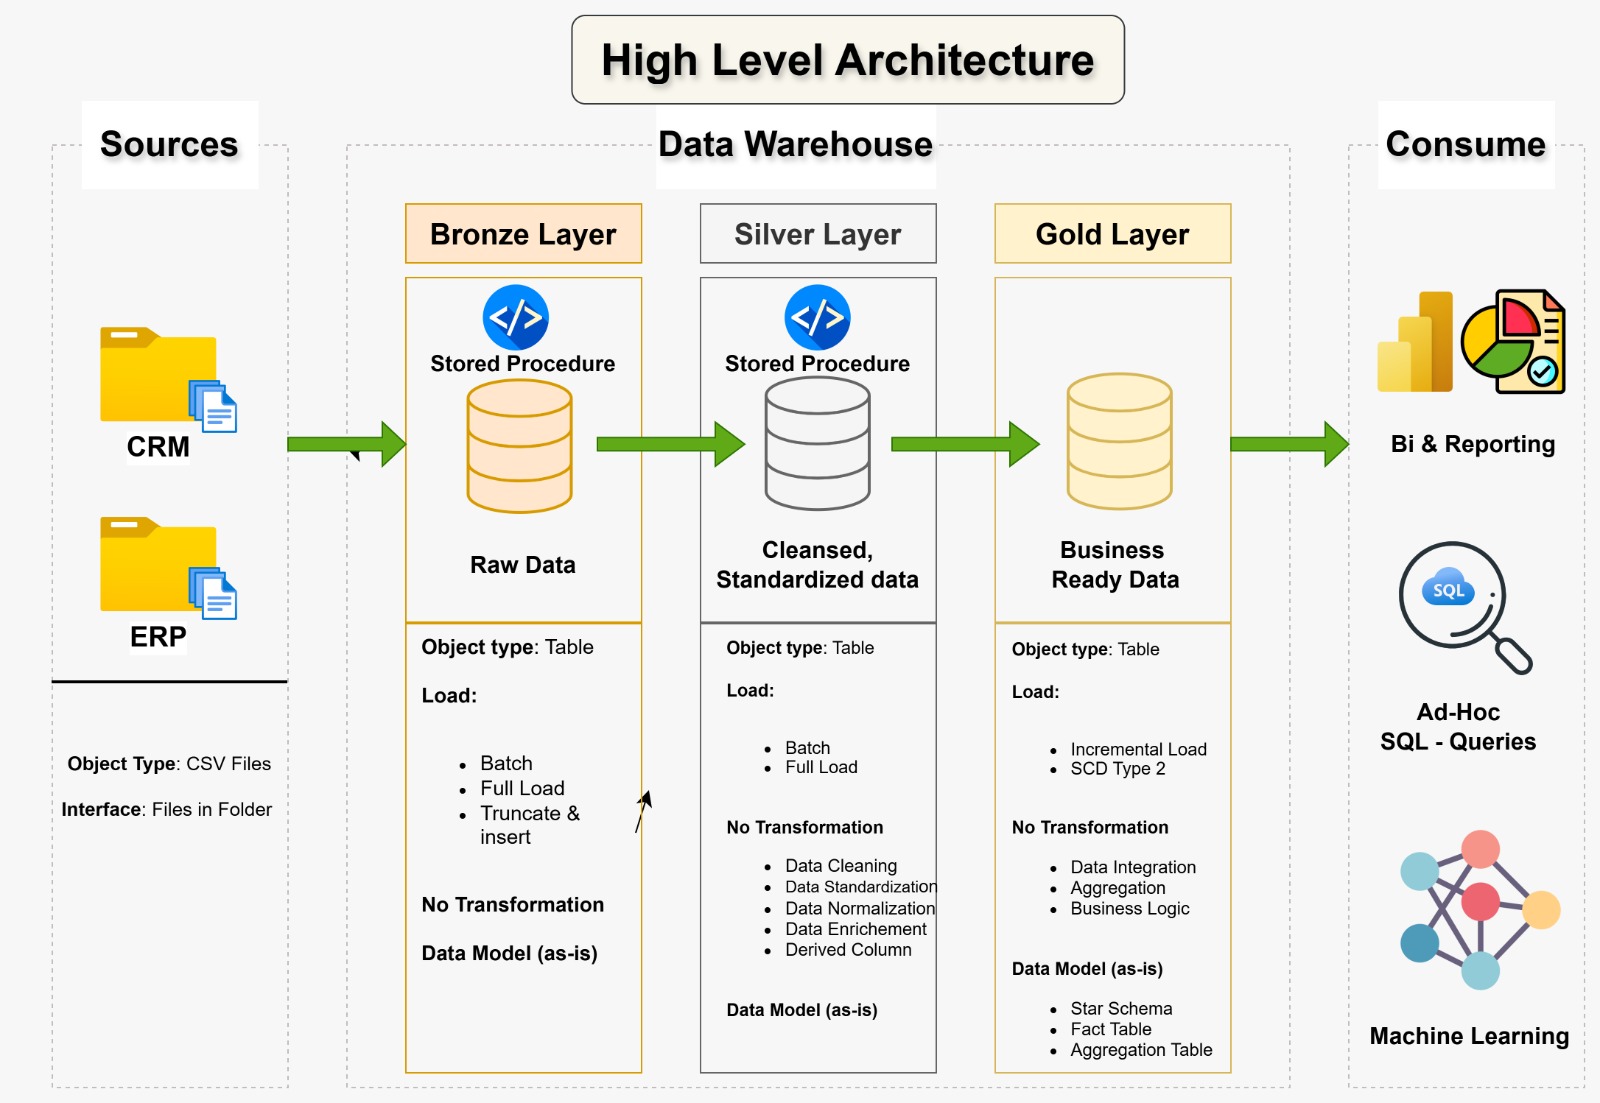 High Level Architecture
Sources
Data Warehouse
Consume
Bronze Layer
Silver Layer
Gold Layer
Stored Procedure
Stored Procedure
CRM
ERP
Raw Data
Cleansed,
Standardized data
Business
Ready Data
Object Type: CSV Files
Interface: Files in Folder
Object type: Table
Load:
• Batch
• Full Load
• Truncate &
insert
No Transformation
Data Model (as-is)
Object type: Table
Load:
• Batch
• Full Load
No Transformation
• Data Cleaning
• Data Standardization
• Data Normalization
• Data Enrichement
• Derived Column
Data Model (as-is)
Object type: Table
Load:
• Incremental Load
• SCD Type 2
No Transformation
• Data Integration
• Aggregation
• Business Logic
Data Model (as-is)
• Star Schema
• Fact Table
• Aggregation Table
Bi & Reporting
SQL
Ad-Hoc
SQL - Queries
Machine Learning